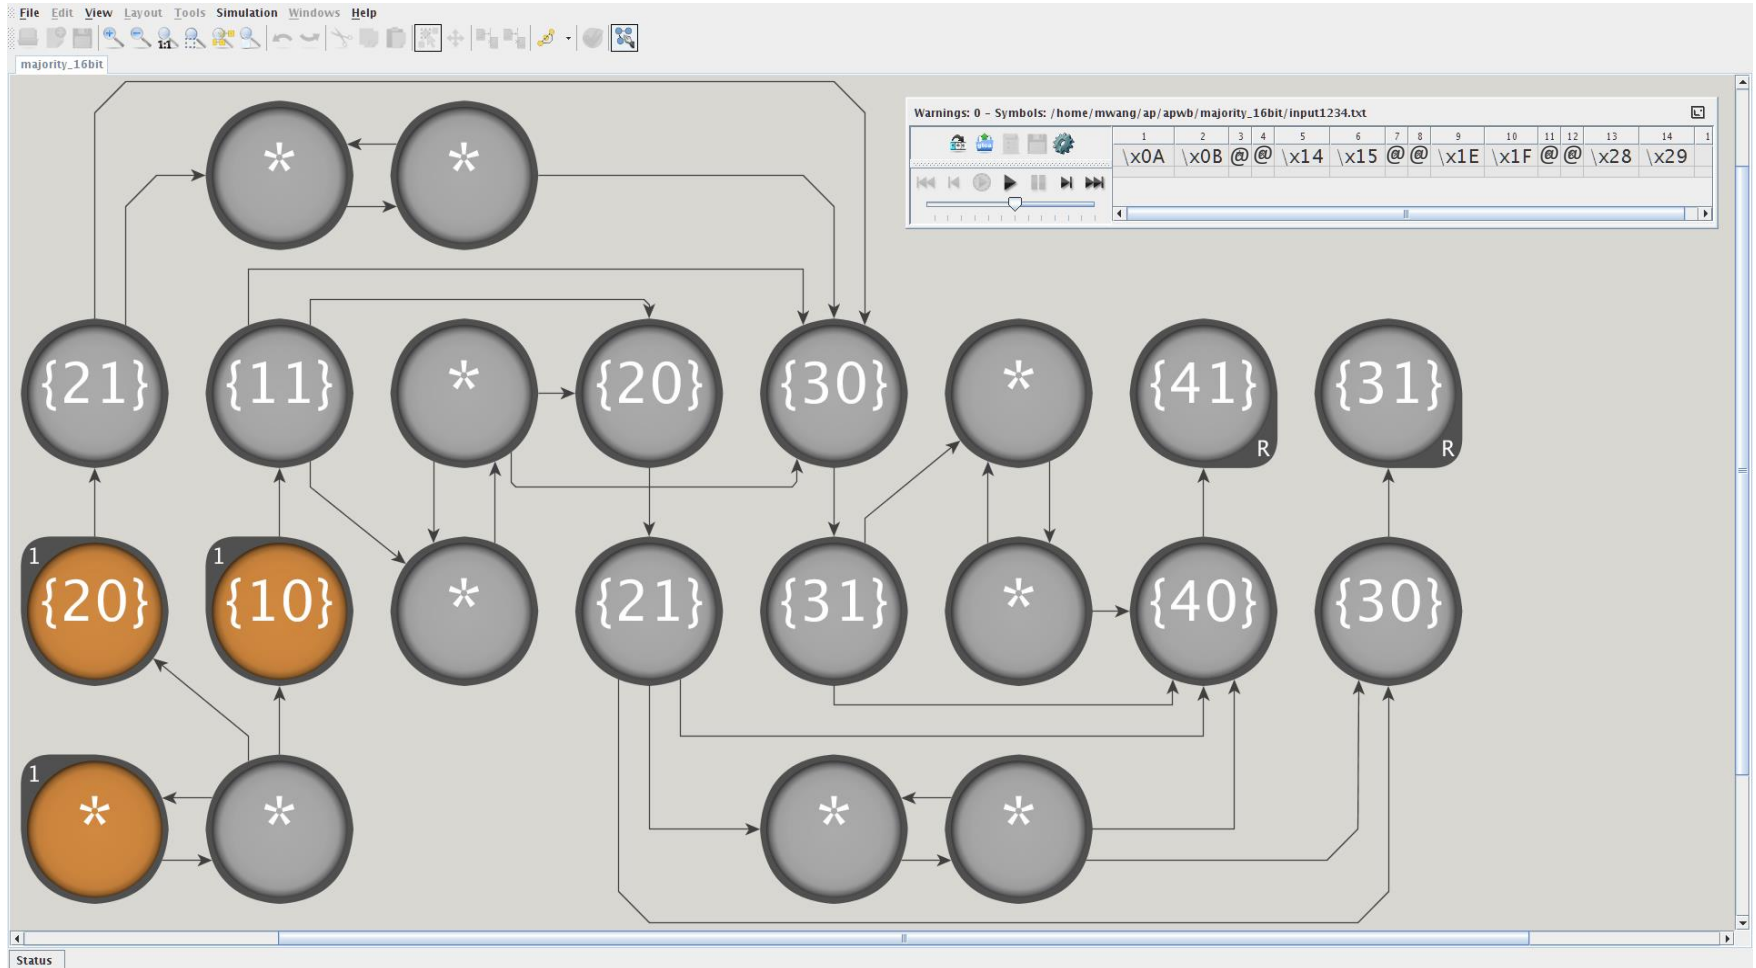 File Edit View Layout Tools Simulation Windows Help
1:1
majority_16bit
Warnings: 0 - Symbols: /home/mwang/ap/apwb/majority_16bit/input1234.txt
1 2 3 4 5 6 7 8 9 10 11 12 13 14 1
\x0A \x0B @ @ \x14 \x15 @ @ \x1E \x1F @ @ \x28 \x29
* *
{21} {11} * {20} {30} * {41} {31}
R R
1 1
{20} {10} * {21} {31} * {40} {30}
1
* * * *
Status